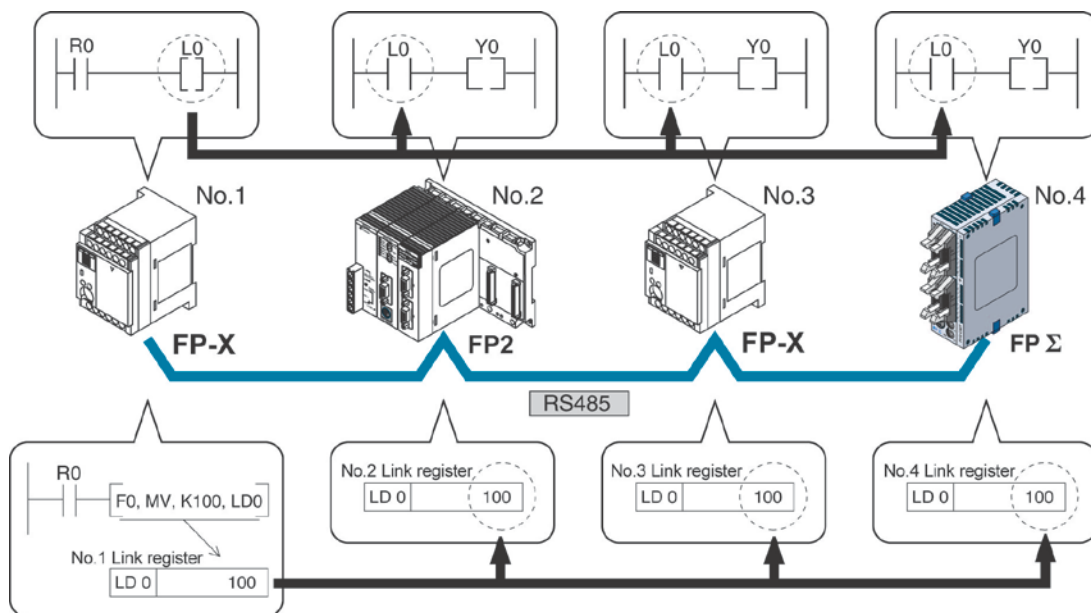 R0 L0
L0 Y0
L0 Y0
L0 Y0
No.1
No.2
No.3
No.4
FP-X
FP2
FP-X
FP Σ
RS485
R0
F0, MV, K100, LD0
No.1 Link register
LD 0 100
No.2 Link register
LD 0 100
No.3 Link register
LD 0 100
No.4 Link register
LD 0 100